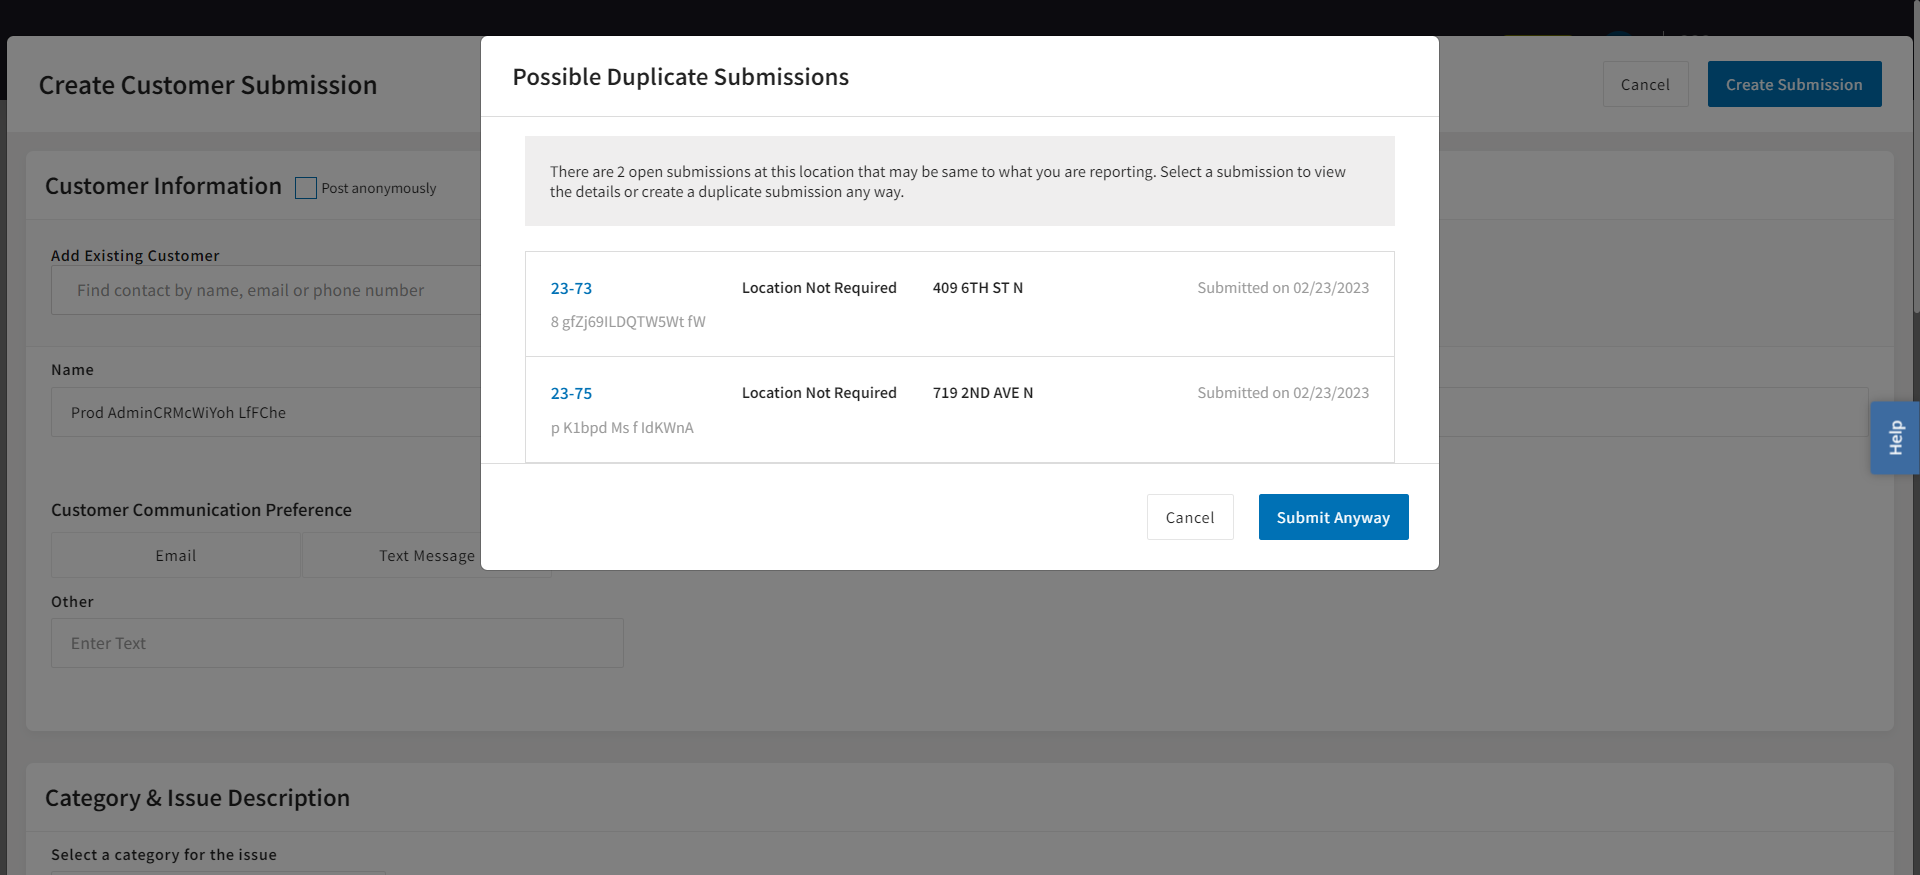 Create Customer Submission
Cancel
Create Submission
Customer Information
Post anonymously
Add Existing Customer
Find contact by name, email or phone number
Name
Prod AdminCRMcWiYoh LfFChe
Customer Communication Preference
Email
Text Message
Other
Enter Text
Category & Issue Description
Select a category for the issue
Possible Duplicate Submissions
There are 2 open submissions at this location that may be same to what you are reporting. Select a submission to view
the details or create a duplicate submission any way.
23-73 Location Not Required 409 6TH ST N Submitted on 02/23/2023
8 gfZj69ILDQTW5Wt fW
23-75 Location Not Required 719 2ND AVE N Submitted on 02/23/2023
p K1bpd Ms f IdKWnA
Cancel
Submit Anyway
Help